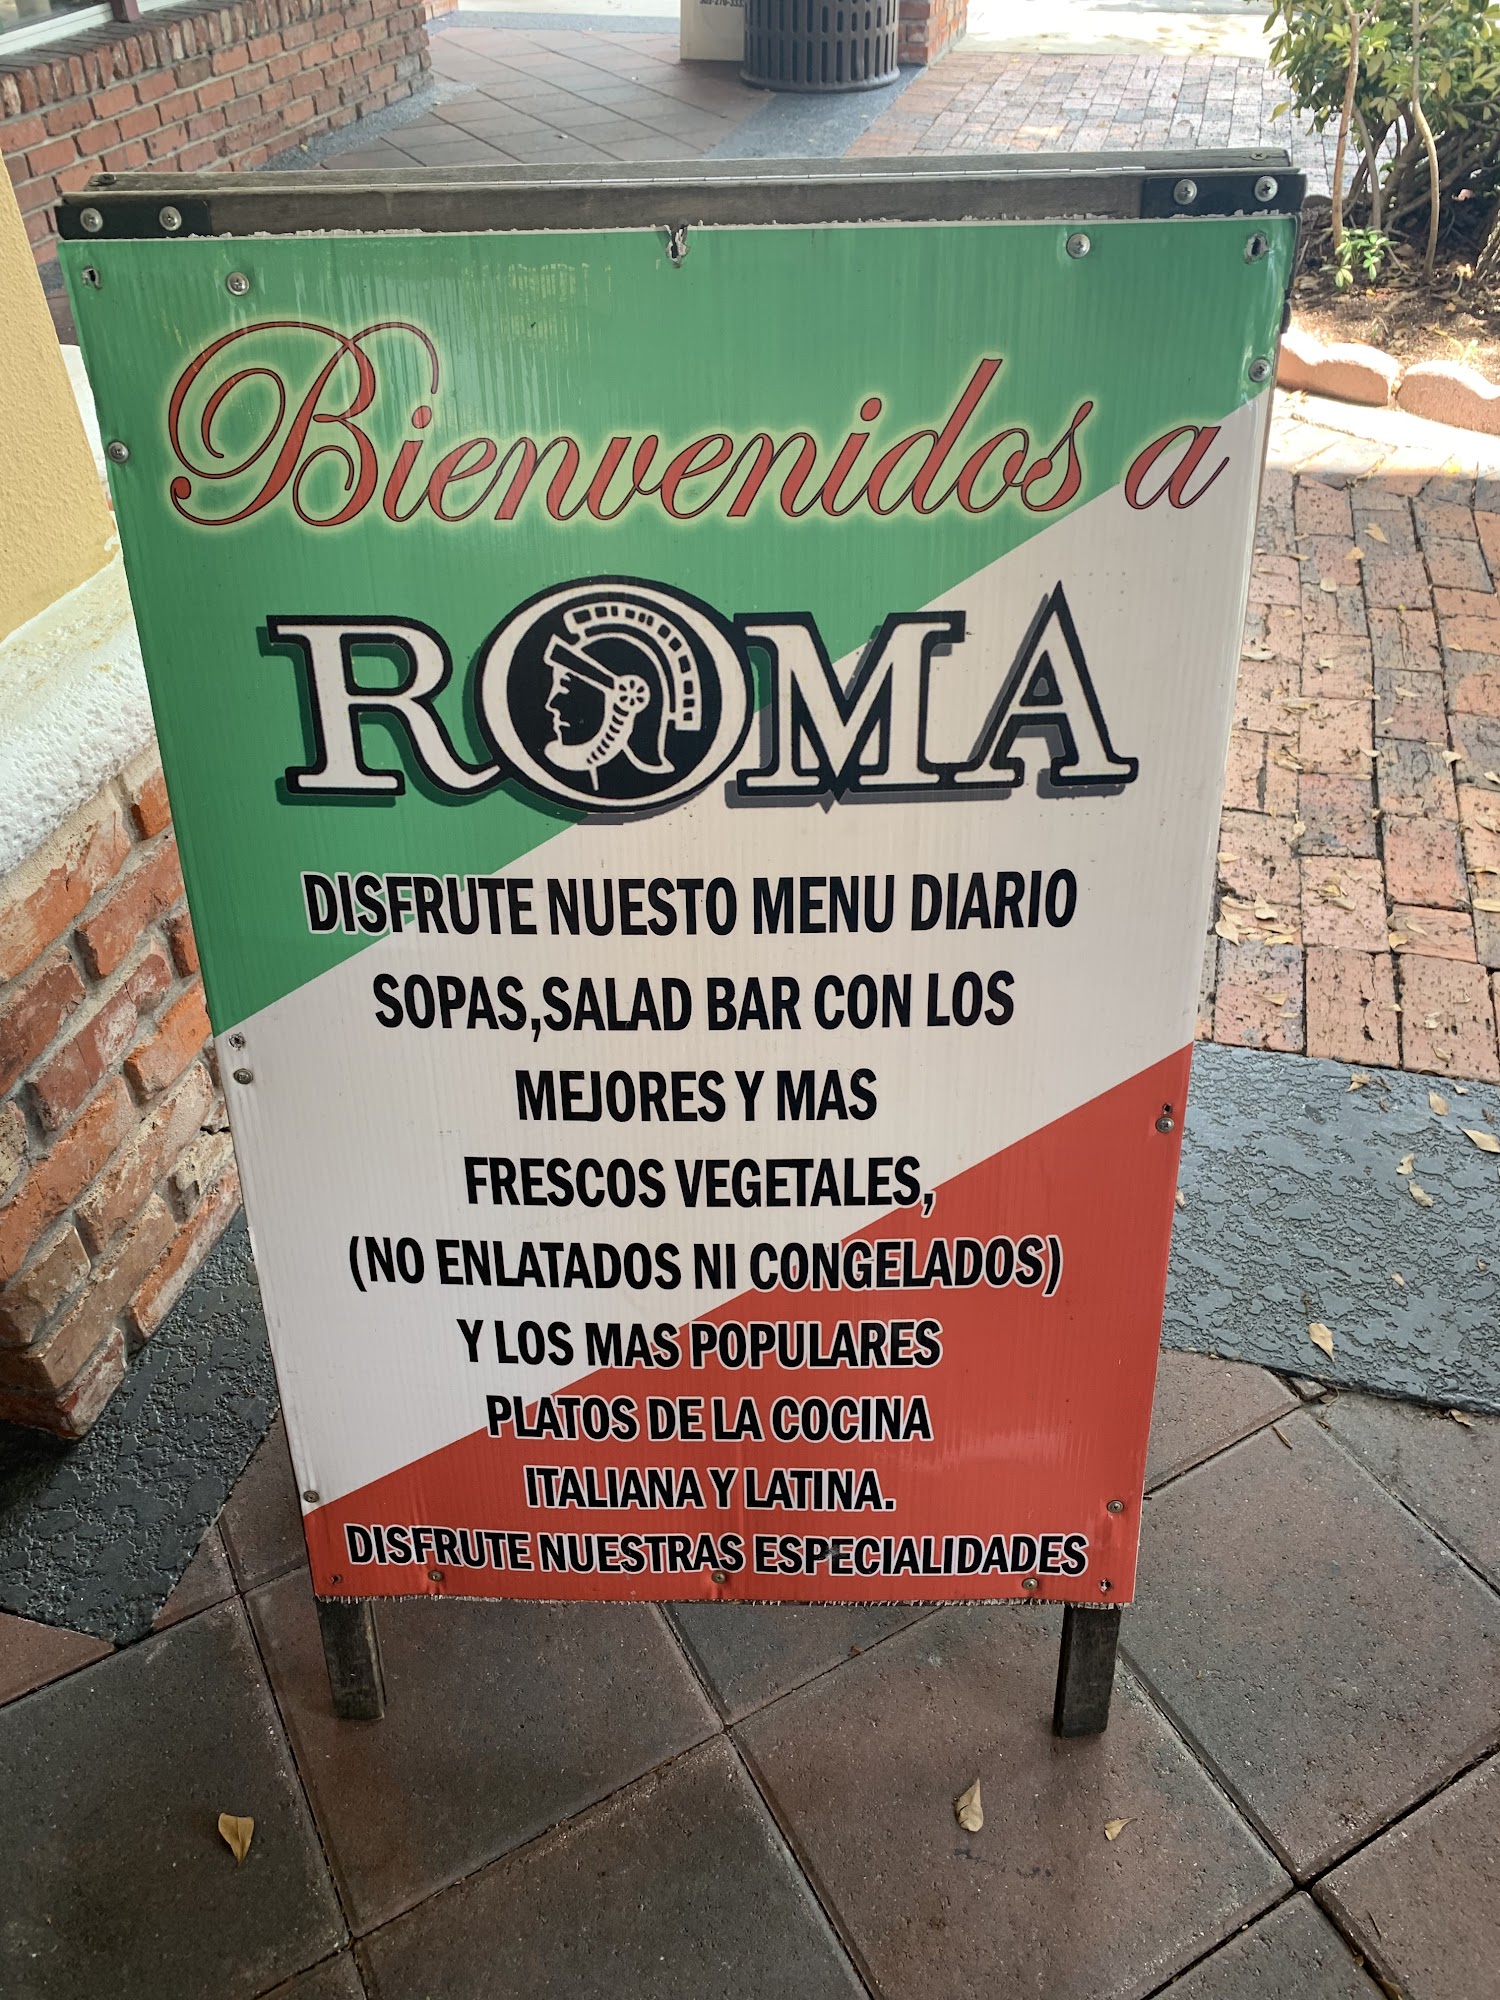 Bienvenidos a
ROMA
DISFRUTE NUESTO MENU DIARIO
SOPAS,SALAD BAR CON LOS
MEJORES Y MAS
FRESCOS VEGETALES,
(NO ENLATADOS NI CONGELADOS)
Y LOS MAS POPULARES
PLATOS DE LA COCINA
ITALIANA Y LATINA.
DISFRUTE NUESTRAS ESPECIALIDADES